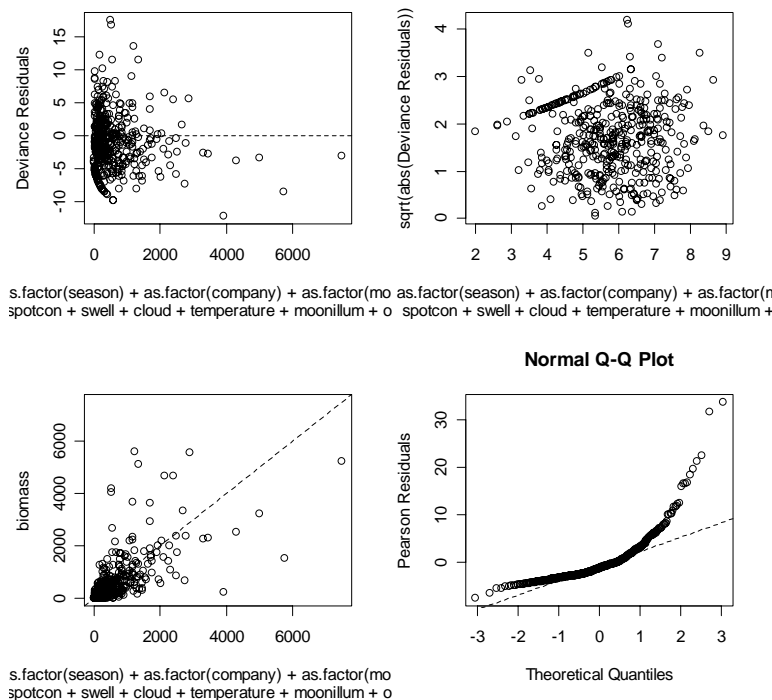 Deviance Residuals
15
10
5
0
-5
-10
0 2000 4000 6000
s.factor(season) + as.factor(company) + as.factor(mo
spotcon + swell + cloud + temperature + moonillum + o
sqrt(abs(Deviance Residuals))
4
3
2
1
0
2 3 4 5 6 7 8 9
as.factor(season) + as.factor(company) + as.factor(m
spotcon + swell + cloud + temperature + moonillum +
biomass
6000
4000
2000
0
0 2000 4000 6000
s.factor(season) + as.factor(company) + as.factor(mo
spotcon + swell + cloud + temperature + moonillum + o
Normal Q-Q Plot
Pearson Residuals
30
20
10
0
-3 -2 -1 0 1 2 3
Theoretical Quantiles